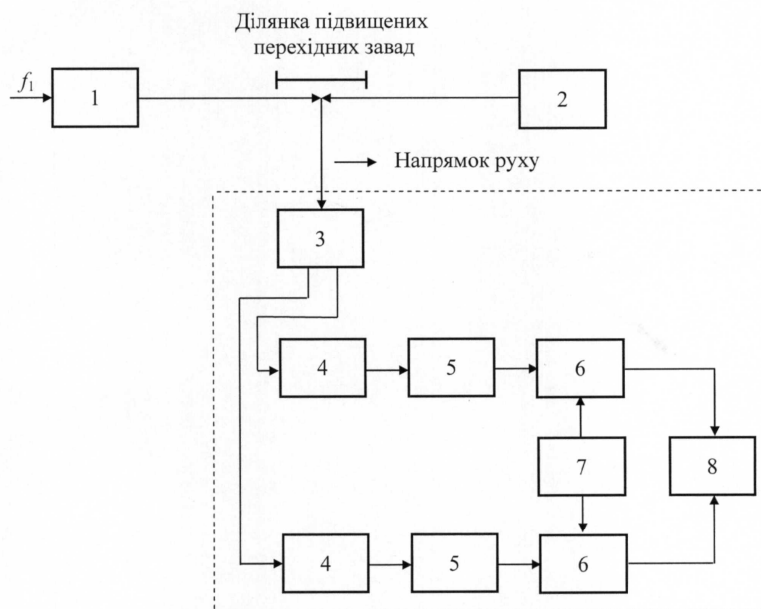 Ділянка підвищених
перехідних завад
f₁
1
2
Напрямок руху
3
4
5
6
7
8
4
5
6